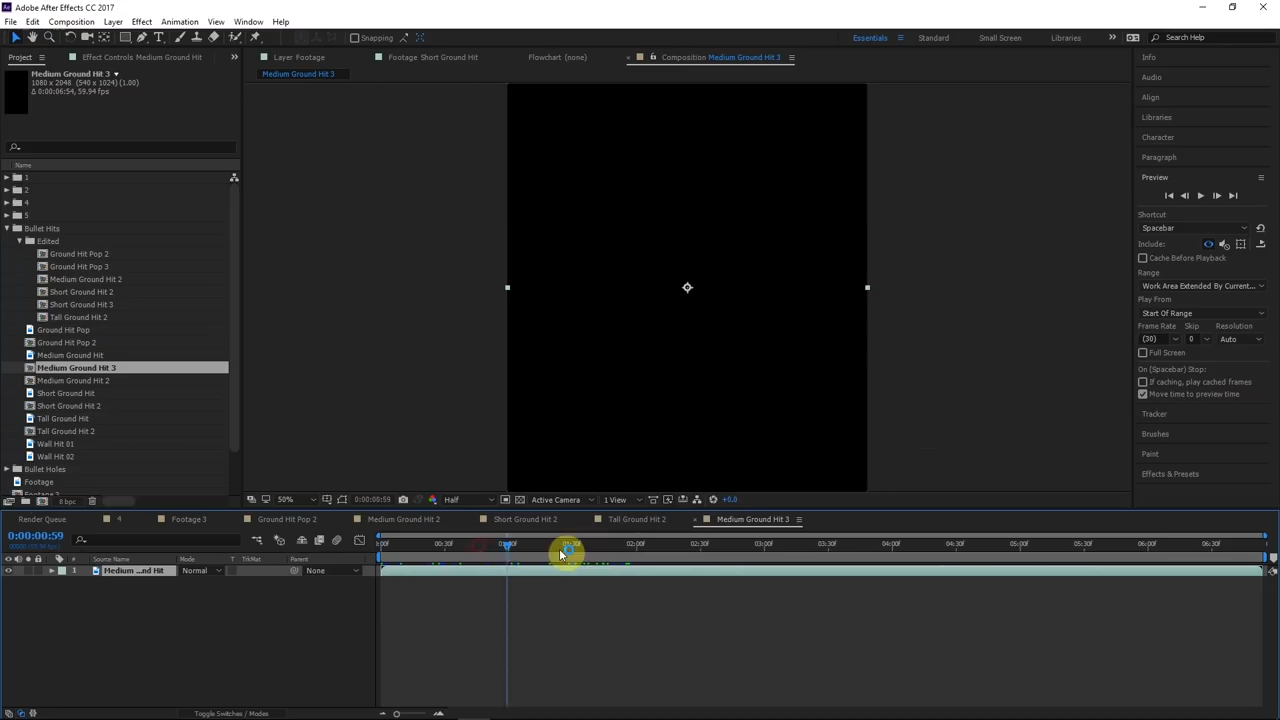 Adobe After Effects CC 2017
File Edit Composition Layer Effect Animation View Window Help
Snapping
Essentials Standard Small Screen Libraries Search Help
Project Effect Controls Medium Ground Hit
Layer Footage Footage Short Ground Hit Flowchart (none) Composition Medium Ground Hit 3
Medium Ground Hit 3
Medium Ground Hit 3
1080 x 2048 (540 x 1024) (1.00)
Δ 0:00:06:54, 59.94 fps
Name
1
2
4
5
Bullet Hits
Edited
Ground Hit Pop 2
Ground Hit Pop 3
Medium Ground Hit 2
Short Ground Hit 2
Short Ground Hit 3
Tall Ground Hit 2
Ground Hit Pop
Ground Hit Pop 2
Medium Ground Hit
Medium Ground Hit 3
Medium Ground Hit 2
Short Ground Hit
Short Ground Hit 2
Tall Ground Hit
Tall Ground Hit 2
Wall Hit 01
Wall Hit 02
Bullet Holes
Footage
Footage 3
8 bpc
50% 0:00:00:59 Half Active Camera 1 View +0.0
Info
Audio
Align
Libraries
Character
Paragraph
Preview
Shortcut
Spacebar
Include:
Cache Before Playback
Range
Work Area Extended By Current...
Play From
Start Of Range
Frame Rate Skip Resolution
(30) 0 Auto
Full Screen
On (Spacebar) Stop:
If caching, play cached frames
Move time to preview time
Tracker
Brushes
Paint
Effects & Presets
Render Queue 4 Footage 3 Ground Hit Pop 2 Medium Ground Hit 2 Short Ground Hit 2 Tall Ground Hit 2 Medium Ground Hit 3
0:00:00:59
00:30f 01:30f 02:00f 02:30f 03:00f 03:30f 04:00f 04:30f 05:00f 05:30f 06:00f 06:30f
# Source Name Mode T TrkMat Parent
1 Medium ...nd Hit Normal None
Toggle Switches / Modes